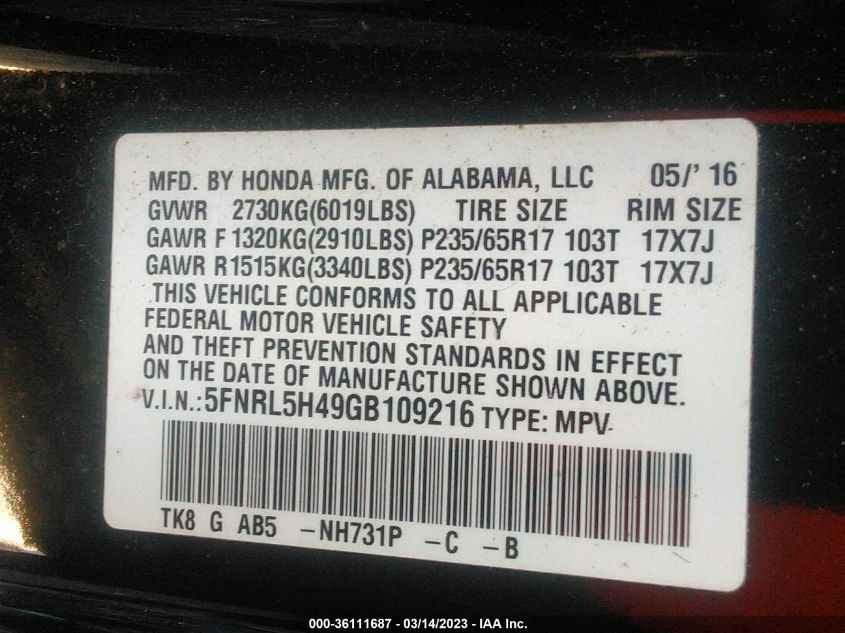 MFD. BY HONDA MFG. OF ALABAMA, LLC 05/' 16
GVWR 2730KG(6019LBS) TIRE SIZE RIM SIZE
GAWR F 1320KG(2910LBS) P235/65R17 103T 17X7J
GAWR R1515KG(3340LBS) P235/65R17 103T 17X7J
THIS VEHICLE CONFORMS TO ALL APPLICABLE
FEDERAL MOTOR VEHICLE SAFETY
AND THEFT PREVENTION STANDARDS IN EFFECT
ON THE DATE OF MANUFACTURE SHOWN ABOVE.
V.I.N.:5FNRL5H49GB109216 TYPE: MPV
TK8 G AB5 -NH731P -C -B
000-36111687 - 03/14/2023 - IAA Inc.